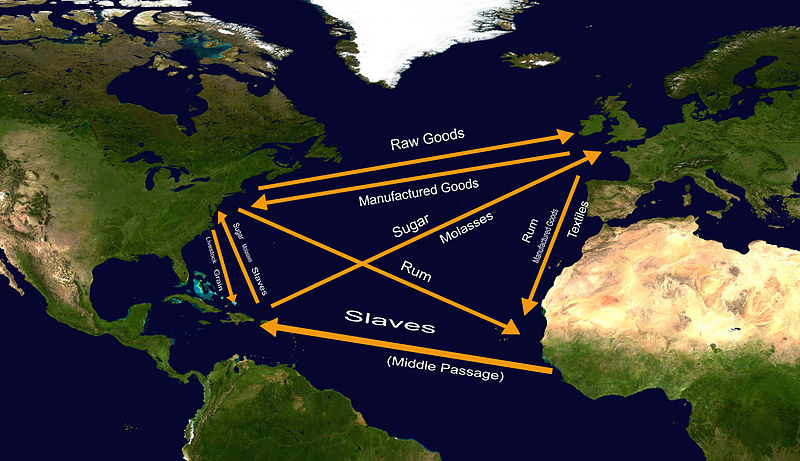 Raw Goods
Manufactured Goods
Sugar
Molasses
Rum
Manufactured Goods
Textiles
Sugar
Molasses
Slaves
Livestock
Grain
Rum
Slaves
(Middle Passage)